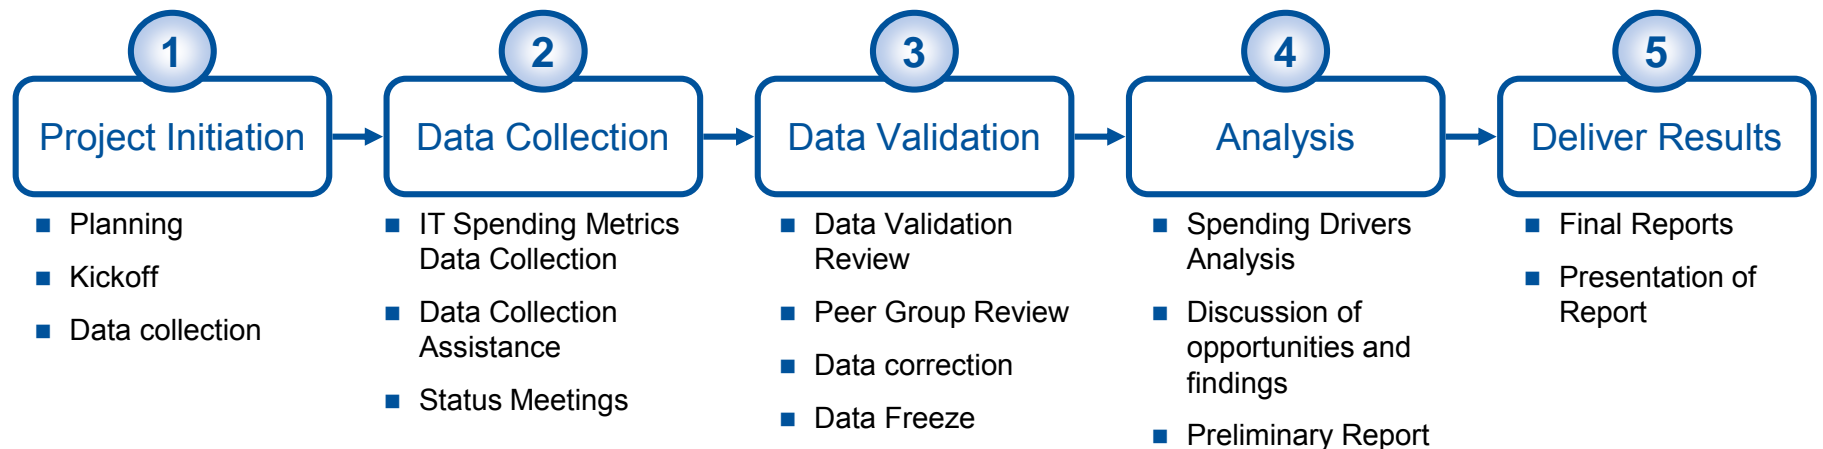 1
Project Initiation
Planning
Kickoff
Data collection
2
Data Collection
IT Spending Metrics
Data Collection
Data Collection
Assistance
Status Meetings
3
Data Validation
Data Validation
Review
Peer Group Review
Data correction
Data Freeze
4
Analysis
Spending Drivers
Analysis
Discussion of
opportunities and
findings
Preliminary Report
5
Deliver Results
Final Reports
Presentation of
Report